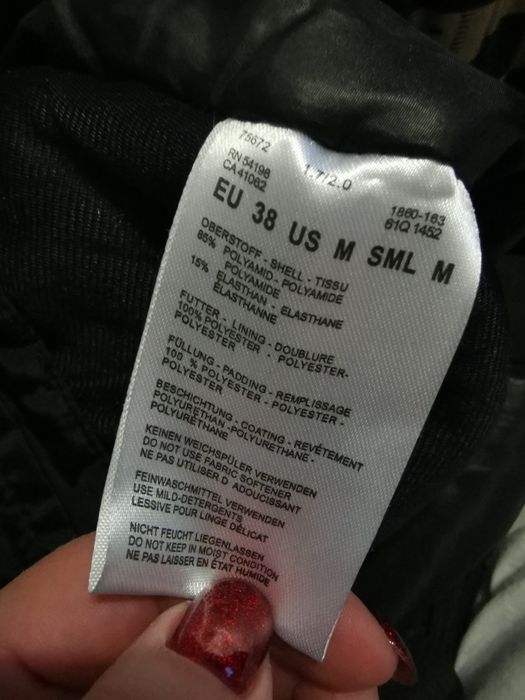 75672
1.7/2.0
RN 54198
CA 41062
1860-163
61Q 1452
EU 38 US M SML M
OBERSTOFF - SHELL - TISSU
85% POLYAMID - POLYAMIDE
POLYAMIDE
15% ELASTHAN - ELASTHANE
ÉLASTHANNE
FUTTER - LINING - DOUBLURE
100% POLYESTER - POLYESTER-
POLYESTER
FÜLLUNG - PADDING - REMPLISSAGE
100 % POLYESTER - POLYESTER -
POLYESTER
BESCHICHTUNG - COATING - REVÊTEMENT
POLYURETHAN -POLYURETHANE -
POLYURÉTHANE
KEINEN WEICHSPÜLER VERWENDEN
DO NOT USE FABRIC SOFTENER
NE PAS UTILISER D ADOUCISSANT
FEINWASCHMITTEL VERWENDEN
USE MILD-DETERGENTS
LESSIVE POUR LINGE DÉLICAT
NICHT FEUCHT LIEGENLASSEN
DO NOT KEEP IN MOIST CONDITION
NE PAS LAISSER EN ÉTAT HUMIDE